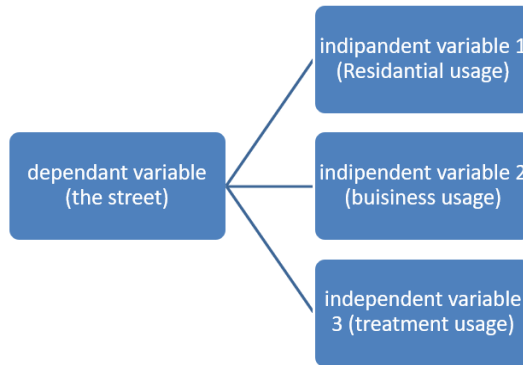 indipandent variable 1
(Residantial usage)
dependant variable
(the street)
indipendent variable 2
(buisiness usage)
independent variable
3 (treatment usage)